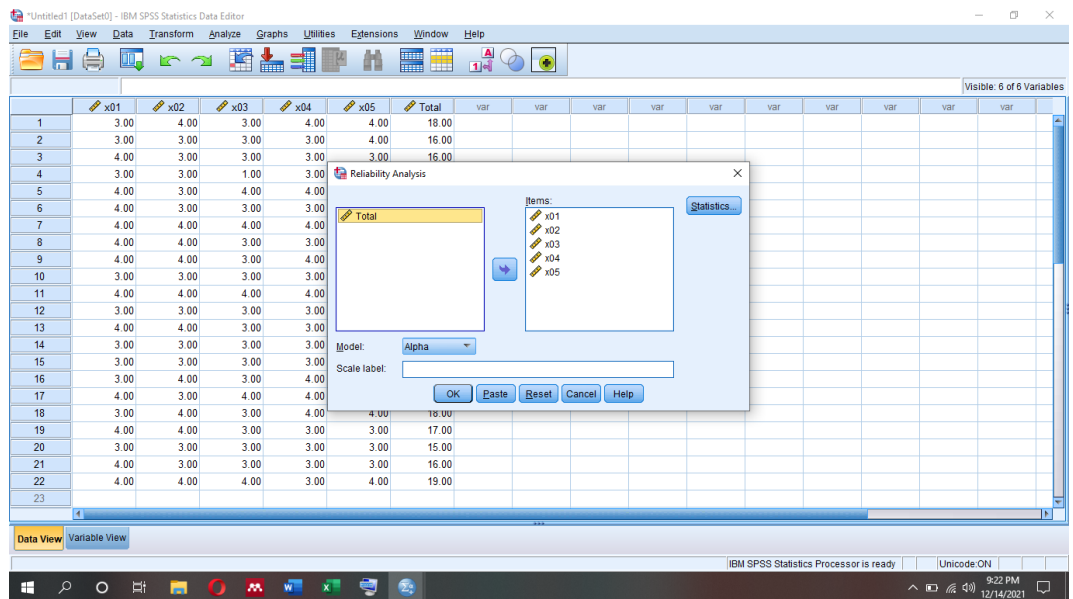 *Untitled1 [DataSet0] - IBM SPSS Statistics Data Editor
File Edit View Data Transform Analyze Graphs Utilities Extensions Window Help
Visible: 6 of 6 Variables
x01 x02 x03 x04 x05 Total var var var var var var var var var var
1 3.00 4.00 3.00 4.00 4.00 18.00
2 3.00 3.00 3.00 3.00 4.00 16.00
3 4.00 3.00 3.00 3.00 3.00 16.00
4 3.00 3.00 1.00 3.00
5 4.00 3.00 4.00 4.00
6 4.00 3.00 3.00 3.00
7 4.00 4.00 4.00 4.00
8 4.00 4.00 3.00 4.00
9 4.00 4.00 3.00 4.00
10 3.00 3.00 3.00 3.00
11 4.00 4.00 4.00 4.00
12 3.00 3.00 3.00 3.00
13 4.00 4.00 3.00 3.00
14 3.00 3.00 3.00 3.00
15 3.00 3.00 3.00 3.00
16 3.00 4.00 3.00 4.00
17 4.00 3.00 4.00 4.00
18 3.00 4.00 3.00 4.00 4.00 18.00
19 4.00 4.00 3.00 3.00 3.00 17.00
20 3.00 3.00 3.00 3.00 3.00 15.00
21 4.00 3.00 3.00 3.00 3.00 16.00
22 4.00 4.00 4.00 3.00 4.00 19.00
23
Reliability Analysis
Total
Items:
x01
x02
x03
x04
x05
Statistics...
Model: Alpha
Scale label:
OK Paste Reset Cancel Help
Data View Variable View
IBM SPSS Statistics Processor is ready Unicode:ON
9:22 PM
12/14/2021